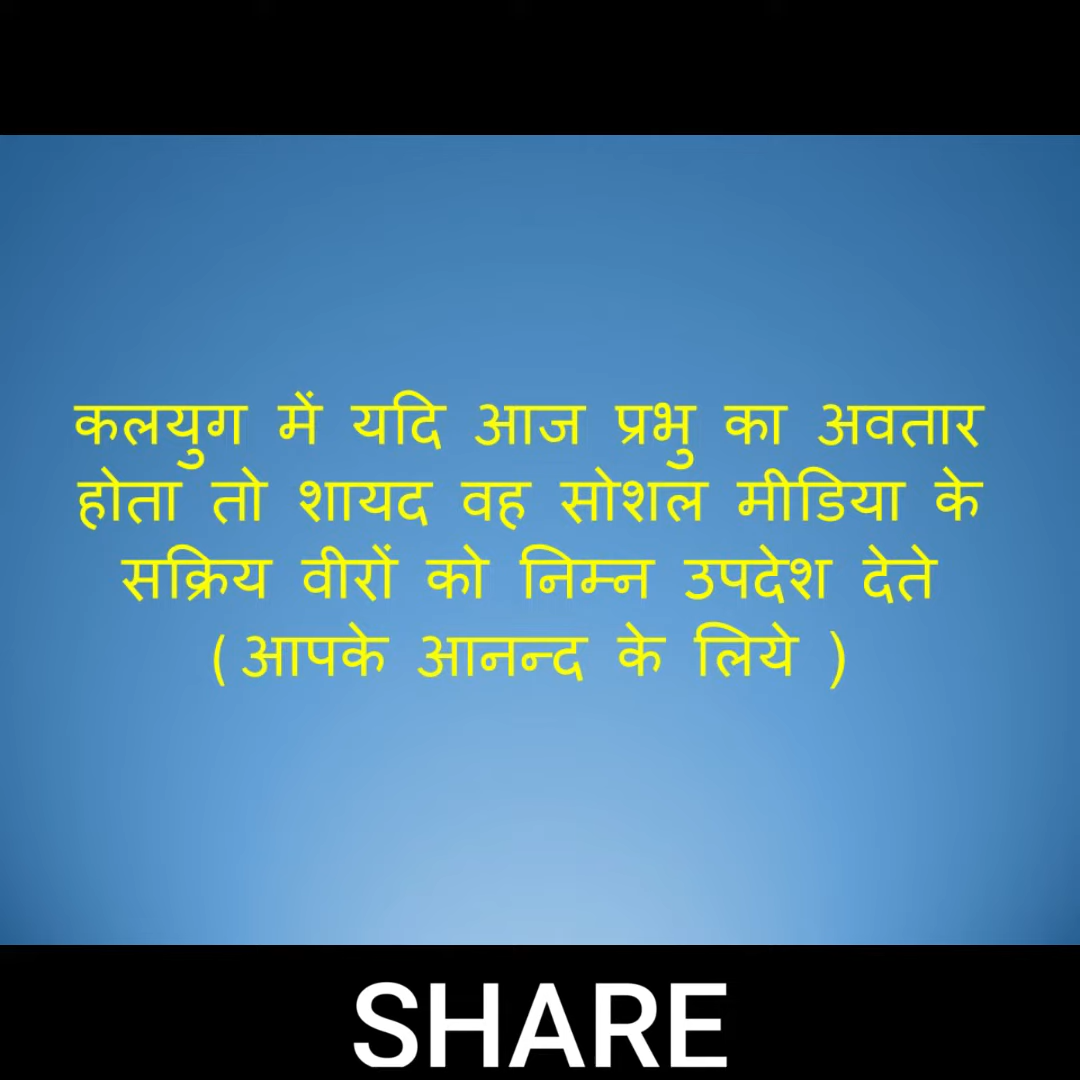 कलयुग में यदि आज प्रभु का अवतार
होता तो शायद वह सोशल मीडिया के
सक्रिय वीरों को निम्न उपदेश देते
( आपके आनन्द के लिये )
SHARE